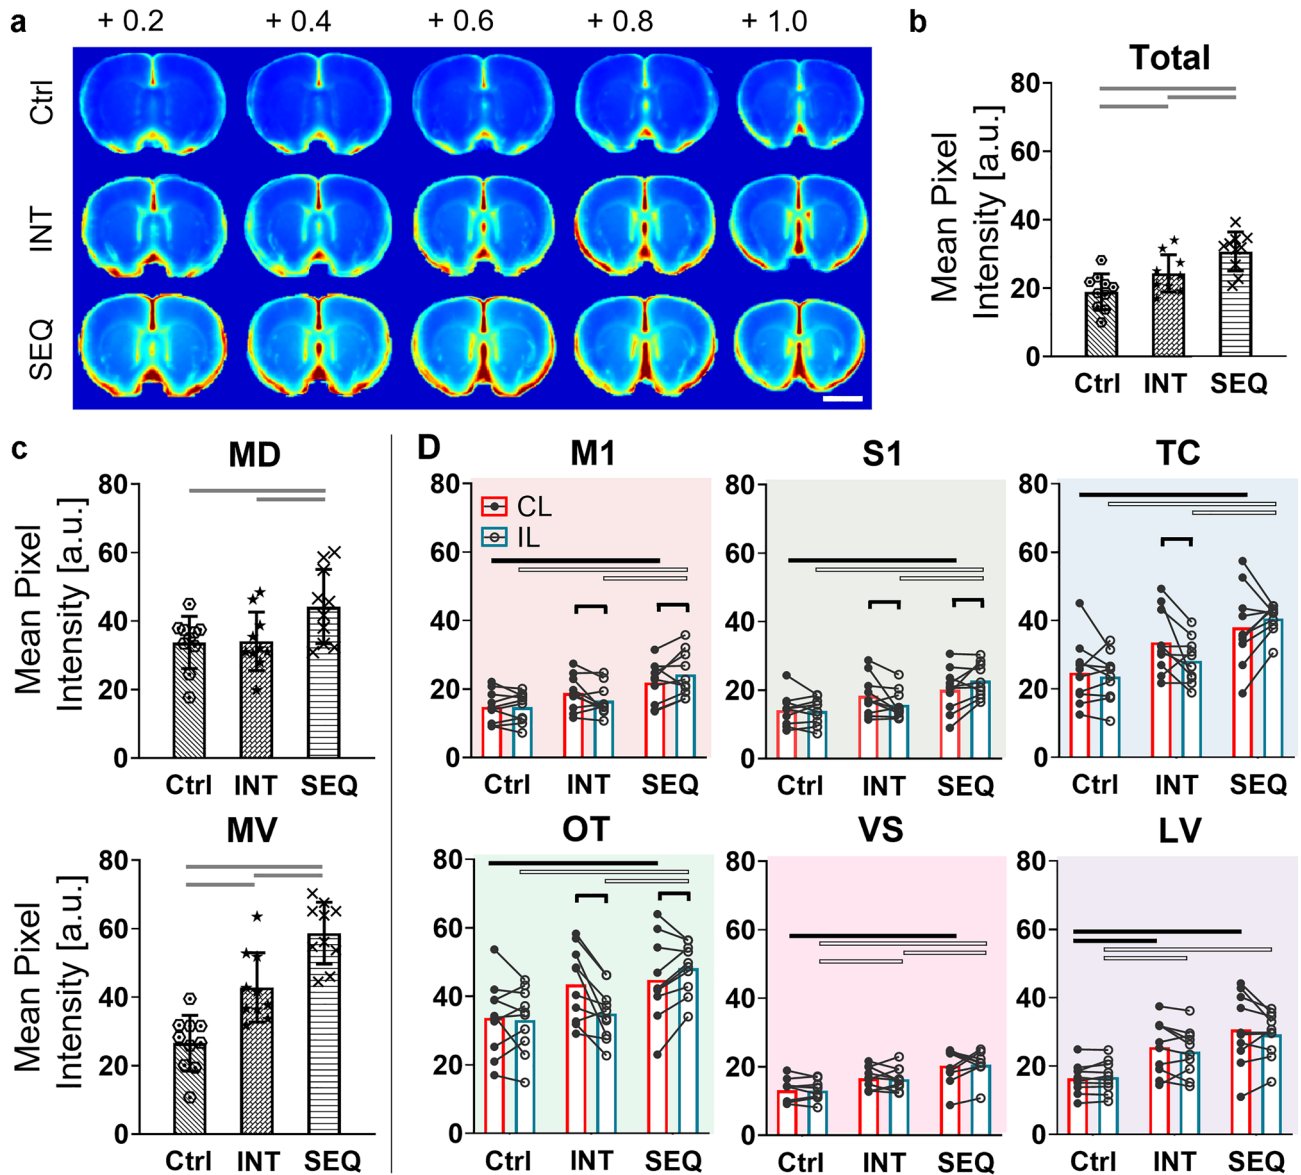 a
+ 0.2 + 0.4 + 0.6 + 0.8 + 1.0
Ctrl
INT
SEQ
b
Total
Mean Pixel
Intensity [a.u.]
80
60
40
20
0
Ctrl INT SEQ
c
MD
Mean Pixel
Intensity [a.u.]
80
60
40
20
0
Ctrl INT SEQ
MV
Mean Pixel
Intensity [a.u.]
80
60
40
20
0
Ctrl INT SEQ
D
M1
CL
IL
80
60
40
20
0
Ctrl INT SEQ
S1
80
60
40
20
0
Ctrl INT SEQ
TC
80
60
40
20
0
Ctrl INT SEQ
OT
80
60
40
20
0
Ctrl INT SEQ
VS
80
60
40
20
0
Ctrl INT SEQ
LV
80
60
40
20
0
Ctrl INT SEQ